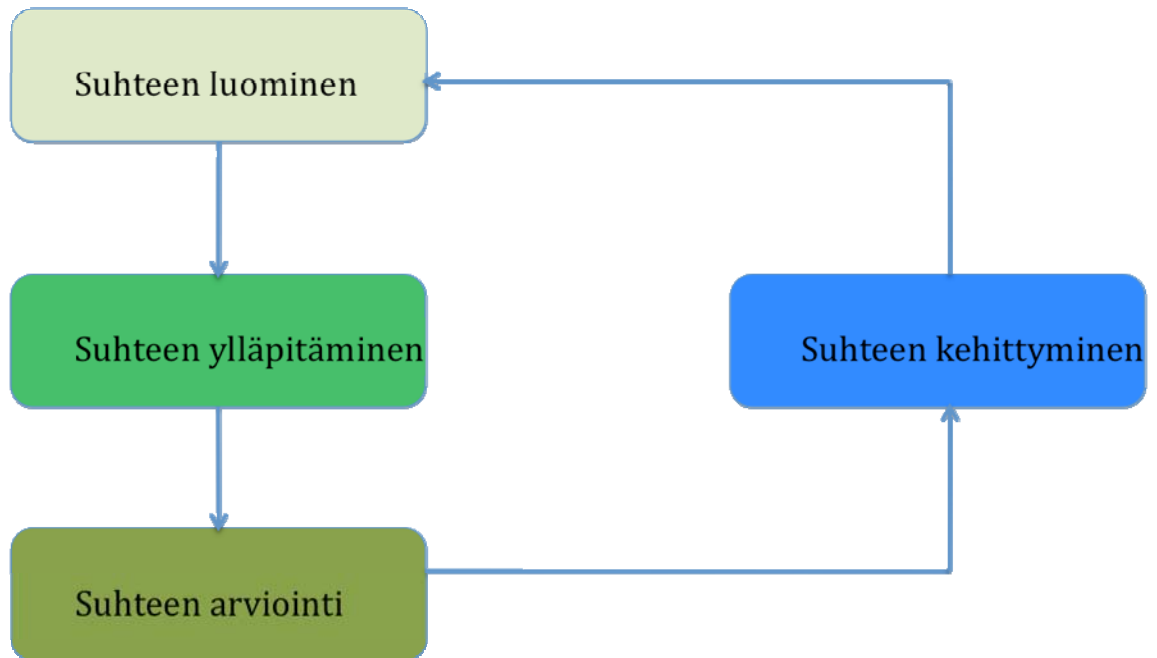 Suhteen luominen
Suhteen ylläpitäminen
Suhteen kehittyminen
Suhteen arviointi